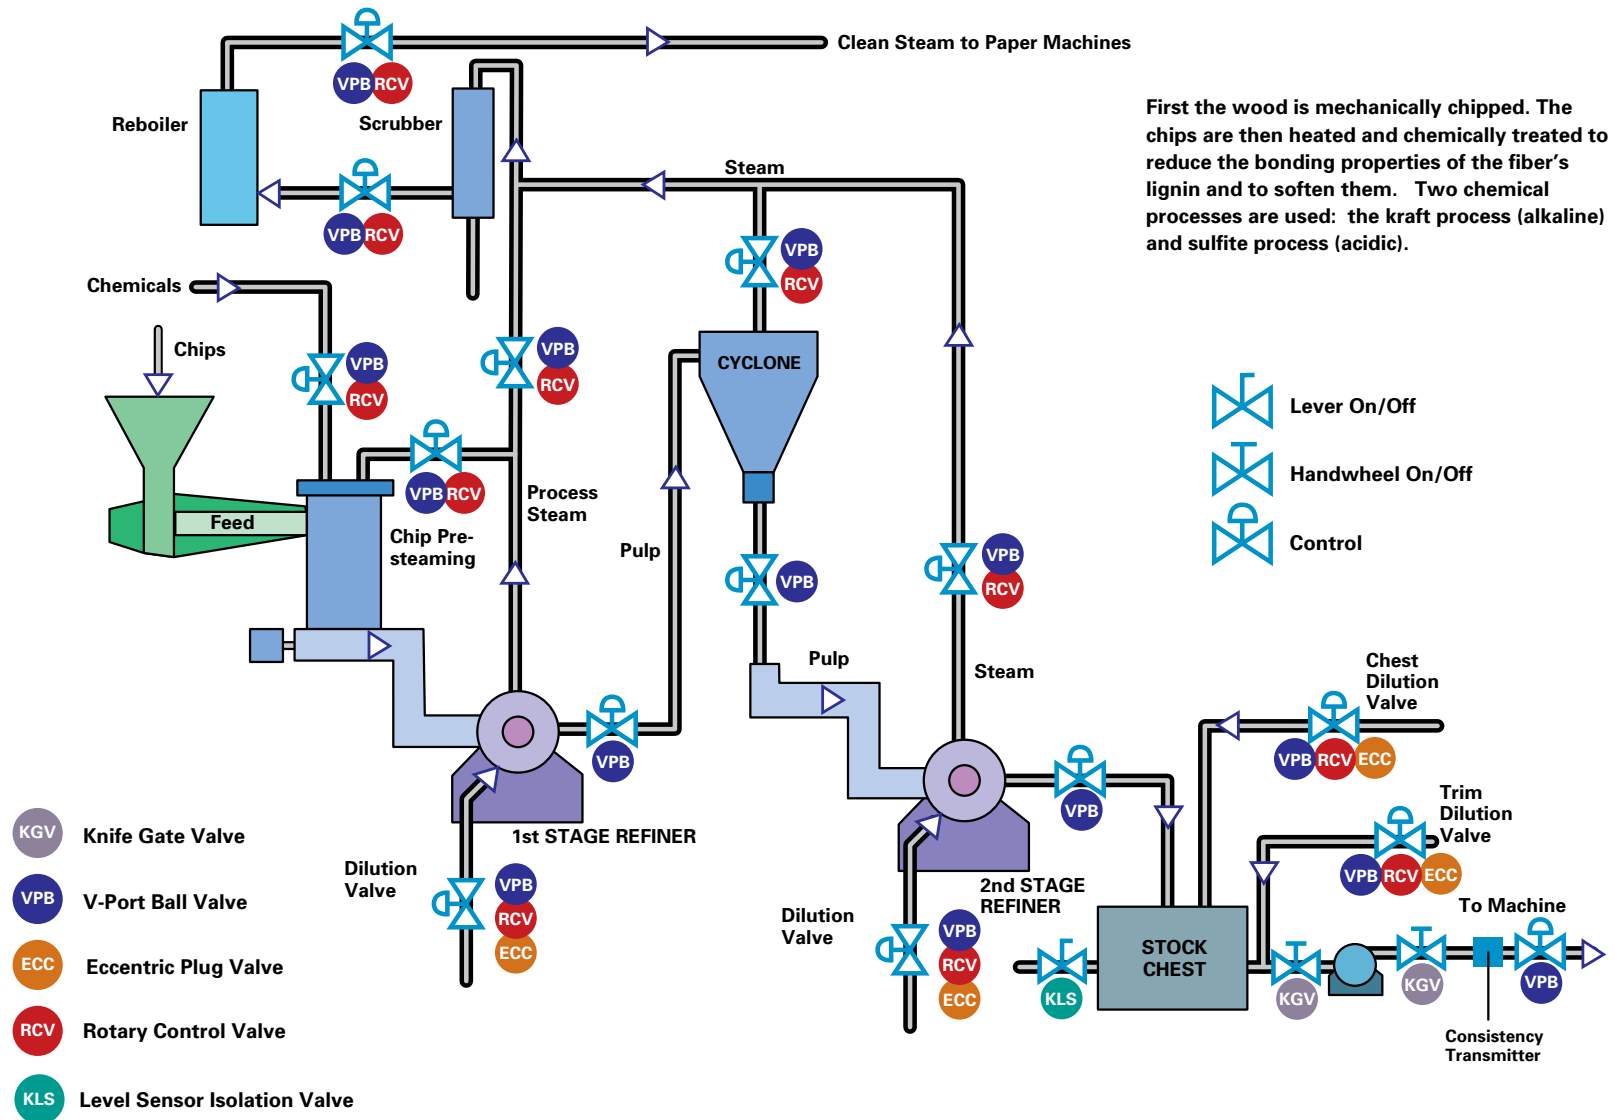 Clean Steam to Paper Machines
VPB
RCV
Reboiler
Scrubber
First the wood is mechanically chipped. The
chips are then heated and chemically treated to
reduce the bonding properties of the fiber's
lignin and to soften them. Two chemical
processes are used: the kraft process (alkaline)
and sulfite process (acidic).
Steam
VPB
RCV
VPB
RCV
Chemicals
Chips
VPB
RCV
VPB
RCV
CYCLONE
Lever On/Off
Handwheel On/Off
Control
VPB
RCV
Process
Steam
Feed
Chip Pre-
steaming
Pulp
VPB
VPB
RCV
Pulp
Steam
Chest
Dilution
Valve
VPB
RCV
ECC
VPB
VPB
1st STAGE REFINER
Trim
Dilution
Valve
VPB
RCV
ECC
Dilution
Valve
VPB
RCV
ECC
2nd STAGE
REFINER
Dilution
Valve
VPB
RCV
ECC
To Machine
STOCK
CHEST
KLS
KGV
KGV
VPB
Consistency
Transmitter
KGV
Knife Gate Valve
VPB
V-Port Ball Valve
ECC
Eccentric Plug Valve
RCV
Rotary Control Valve
KLS
Level Sensor Isolation Valve